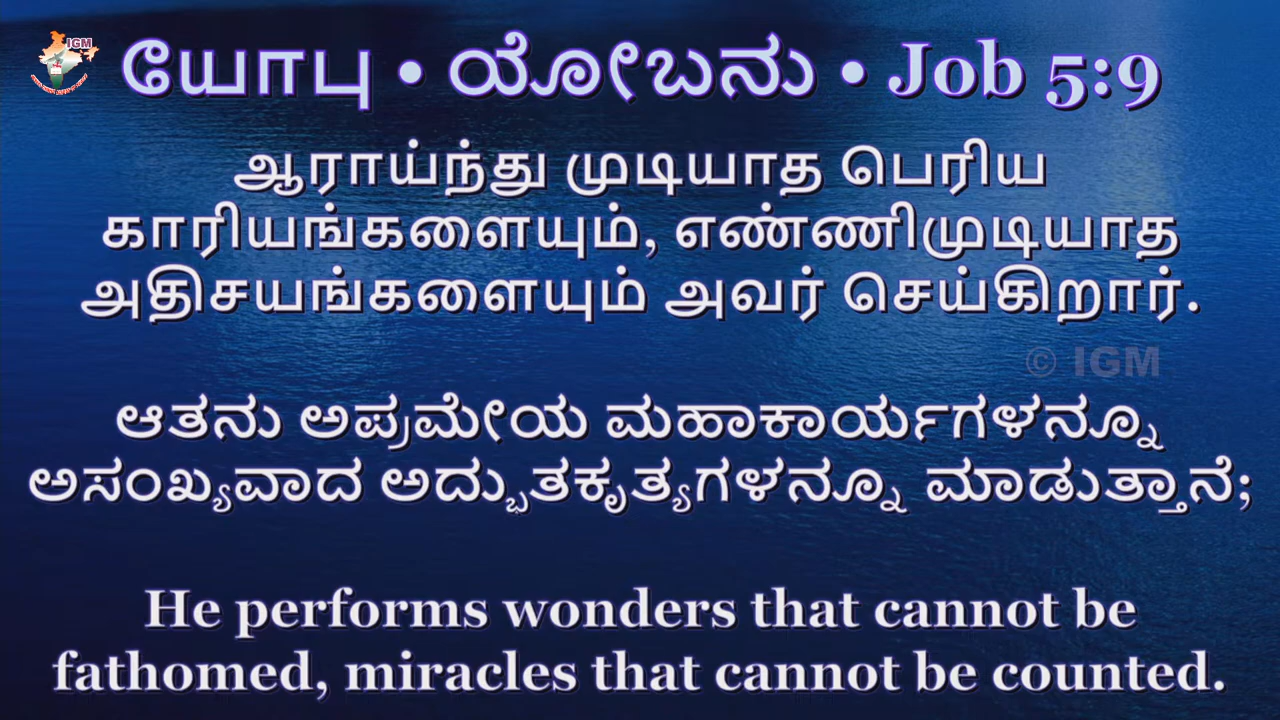 IGM
யோபு • ಯೋಬನು • Job 5:9
ஆராய்ந்து முடியாத பெரிய
காரியங்களையும், எண்ணிமுடியாத
அதிசயங்களையும் அவர் செய்கிறார்.
© IGM
ಆತನು ಅಪ್ರಮೇಯ ಮಹಾಕಾರ್ಯಗಳನ್ನೂ
ಅಸಂಖ್ಯವಾದ ಅದ್ಭುತಕೃತ್ಯಗಳನ್ನೂ ಮಾಡುತ್ತಾನೆ;
He performs wonders that cannot be
fathomed, miracles that cannot be counted.